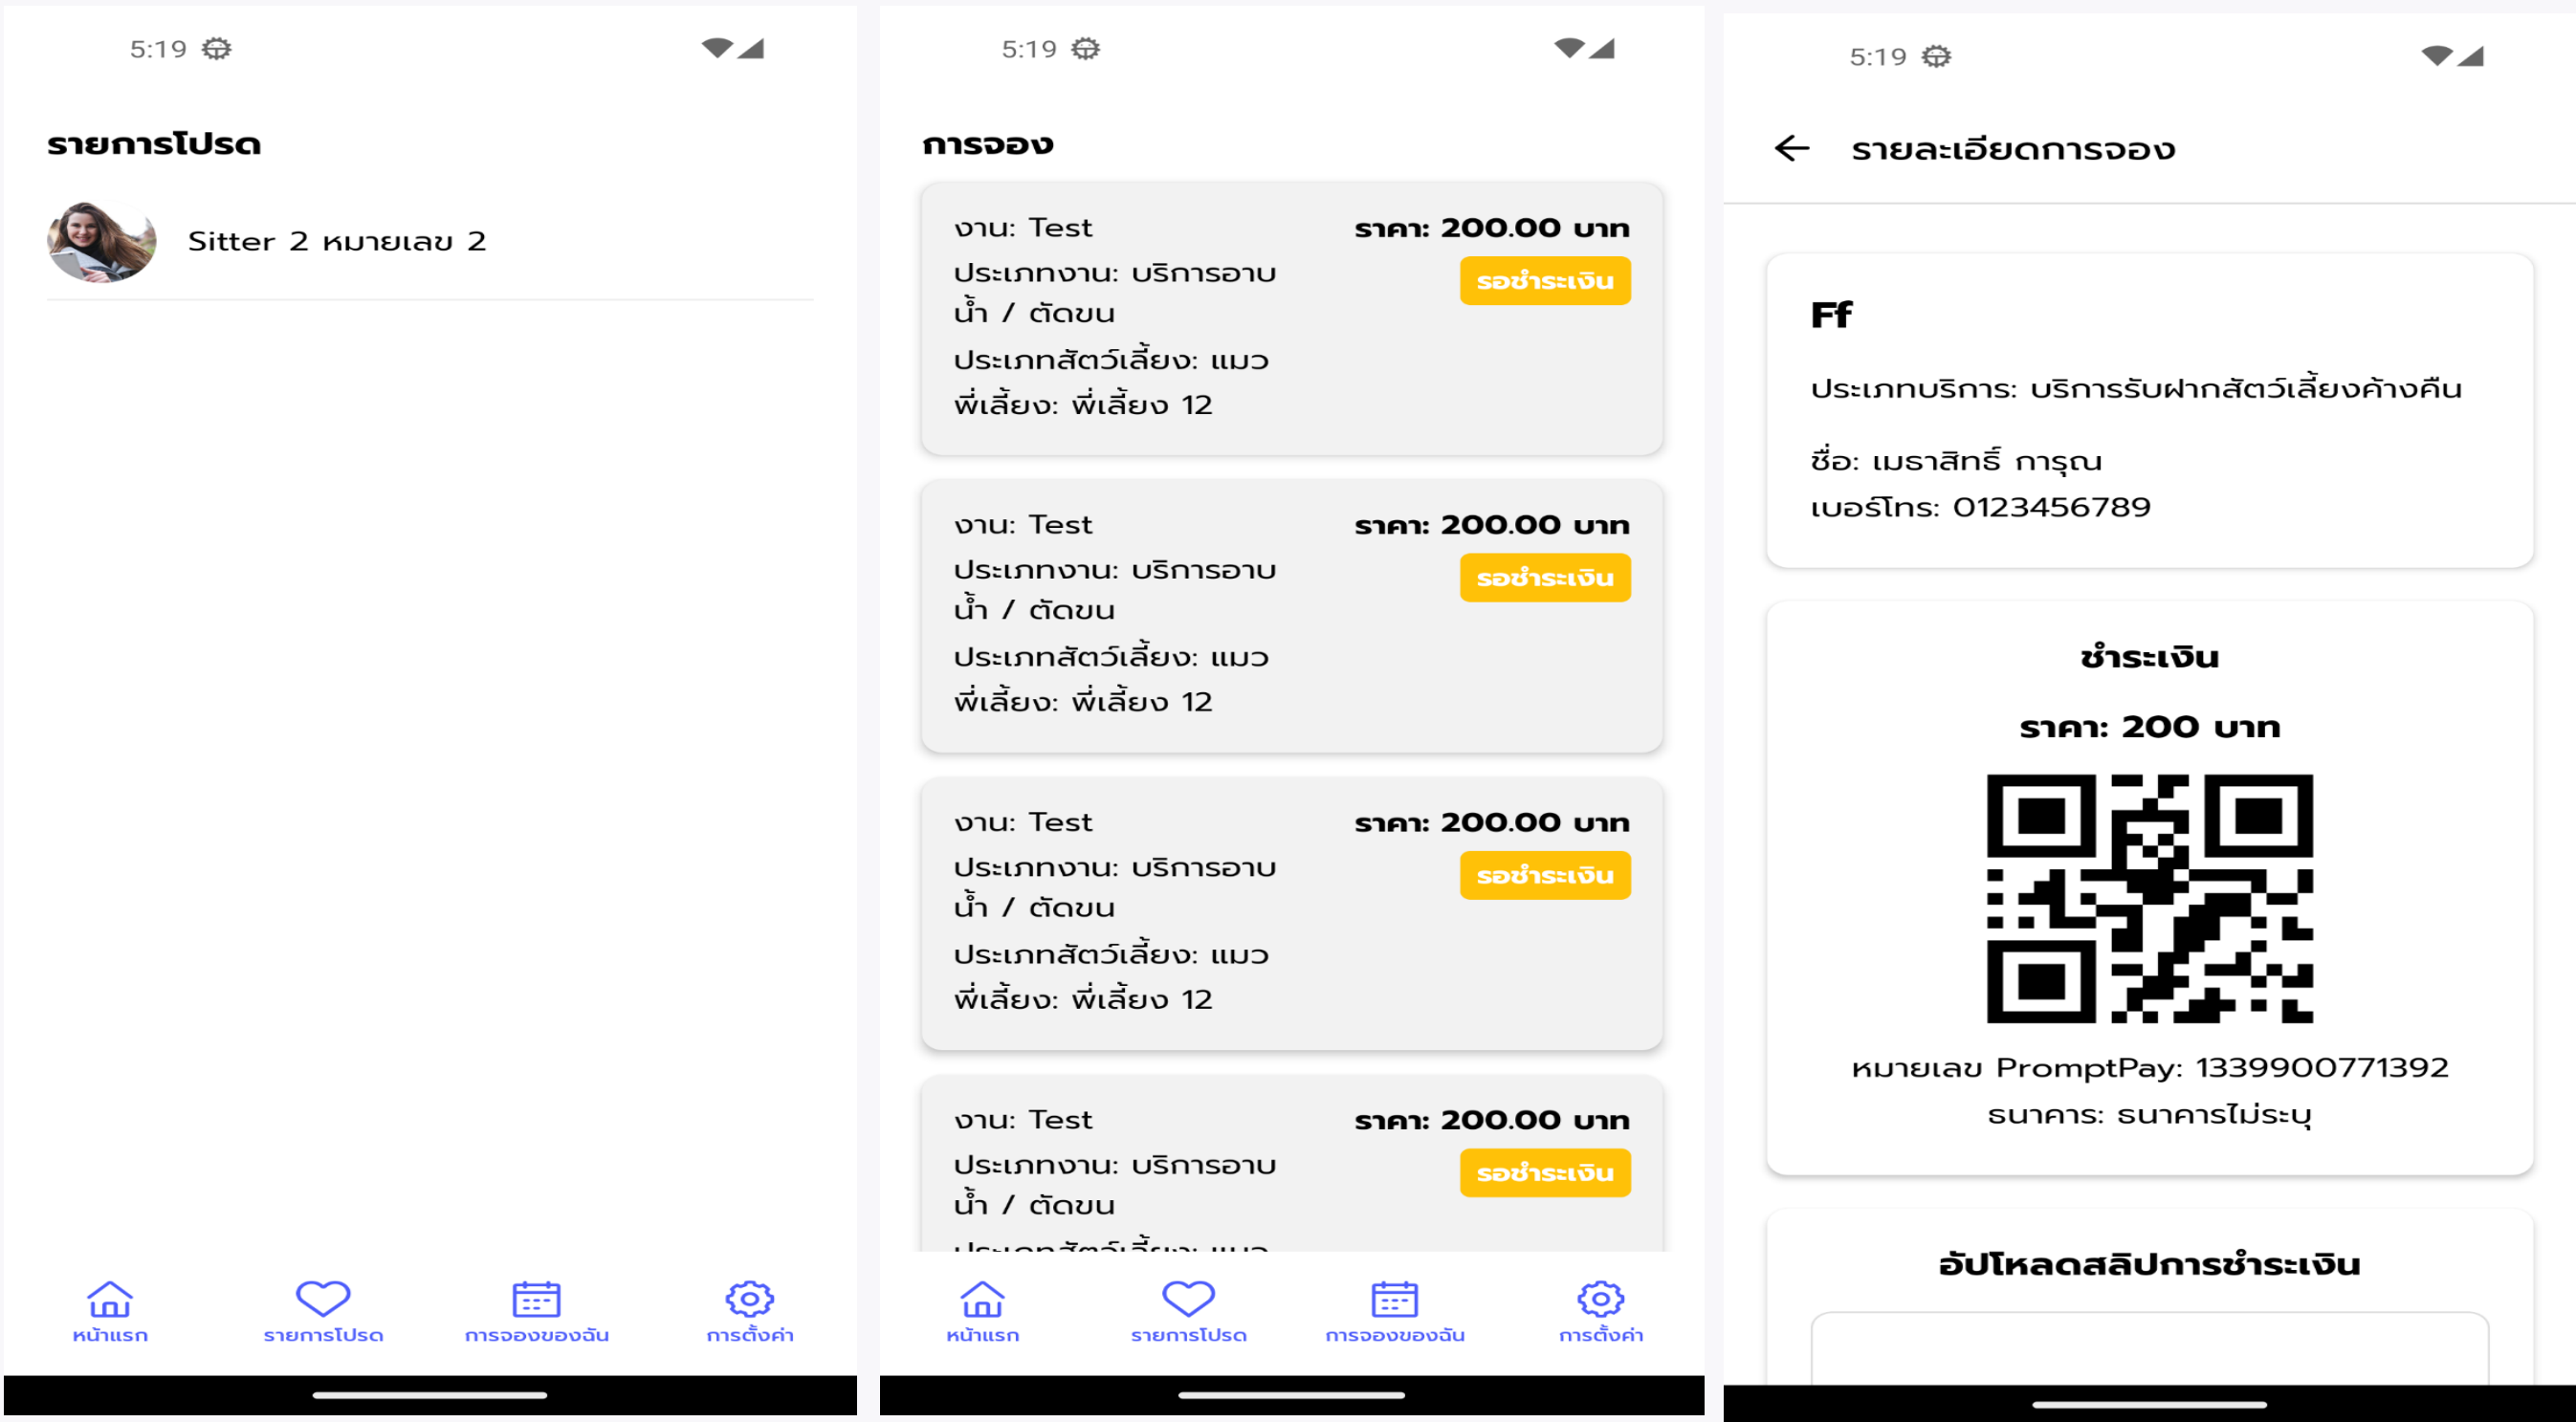 5:19
รายการโปรด
Sitter 2 หมายเลข 2
หน้าแรก
รายการโปรด
การจองของฉัน
การตั้งค่า
5:19
การจอง
งาน: Test
ราคา: 200.00 บาท
ประเภทงาน: บริการอาบ
รอชำระเงิน
น้ำ / ตัดขน
ประเภทสัตว์เลี้ยง: แมว
พี่เลี้ยง: พี่เลี้ยง 12
งาน: Test
ราคา: 200.00 บาท
ประเภทงาน: บริการอาบ
รอชำระเงิน
น้ำ / ตัดขน
ประเภทสัตว์เลี้ยง: แมว
พี่เลี้ยง: พี่เลี้ยง 12
งาน: Test
ราคา: 200.00 บาท
ประเภทงาน: บริการอาบ
รอชำระเงิน
น้ำ / ตัดขน
ประเภทสัตว์เลี้ยง: แมว
พี่เลี้ยง: พี่เลี้ยง 12
งาน: Test
ราคา: 200.00 บาท
ประเภทงาน: บริการอาบ
รอชำระเงิน
น้ำ / ตัดขน
ประเภทสัตว์เลี้ยง: แมว
หน้าแรก
รายการโปรด
การจองของฉัน
การตั้งค่า
5:19
รายละเอียดการจอง
Ff
ประเภทบริการ: บริการรับฝากสัตว์เลี้ยงค้างคืน
ชื่อ: เมธาสิทธิ์ การุณ
เบอร์โทร: 0123456789
ชำระเงิน
ราคา: 200 บาท
หมายเลข PromptPay: 1339900771392
ธนาคาร: ธนาคารไม่ระบุ
อัปโหลดสลิปการชำระเงิน